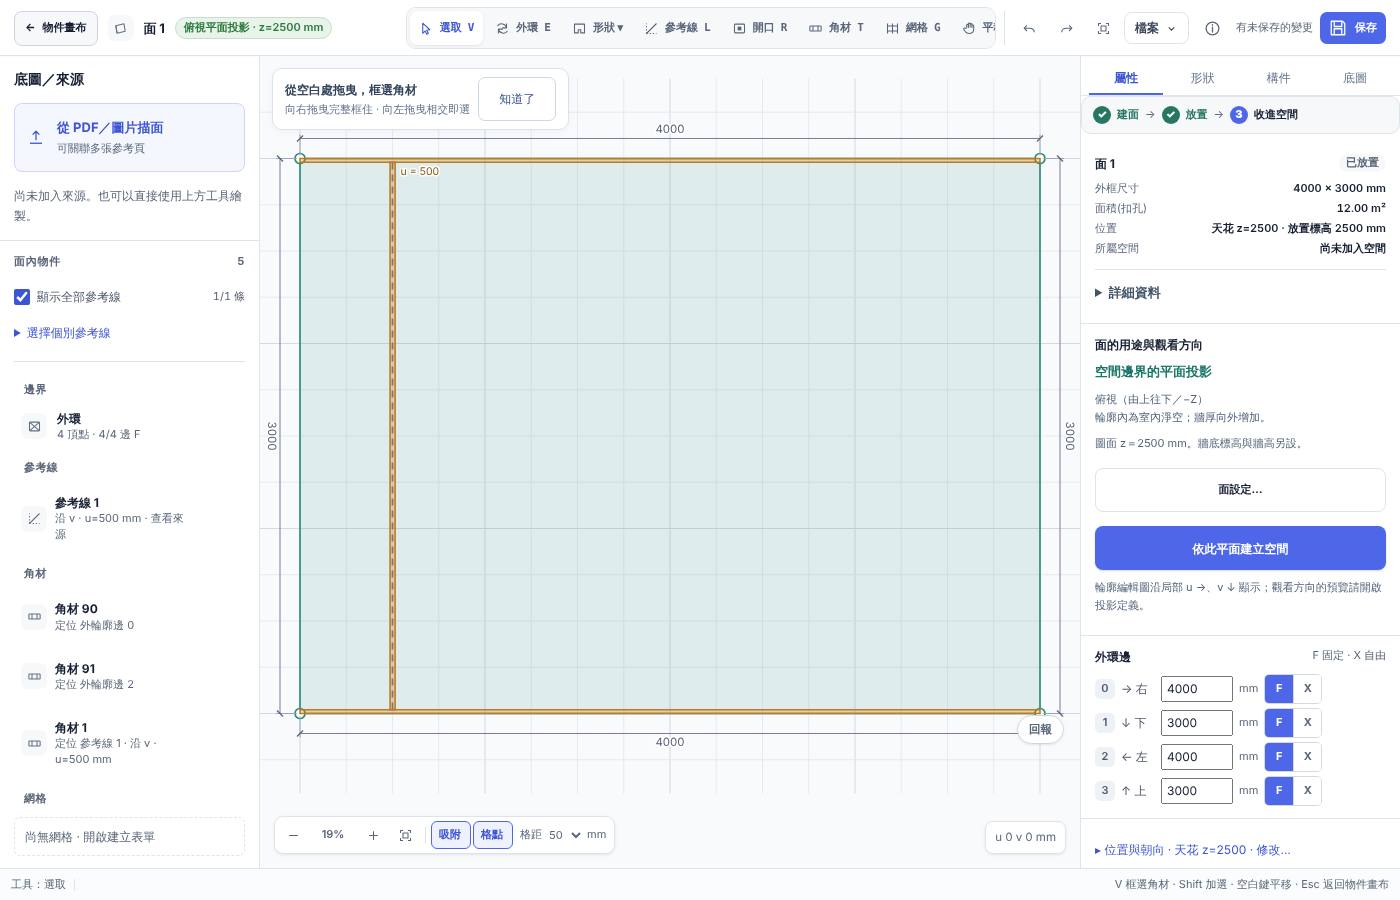 ← 物件畫布
面 1
俯視平面投影 · z=2500 mm
選取 V
外環 E
形狀▾
參考線 L
開口 R
角材 T
網格 G
檔案
有未保存的變更
保存
底圖／來源
從 PDF／圖片描面
可關聯多張參考頁
尚未加入來源。也可以直接使用上方工具繪
製。
面內物件
5
顯示全部參考線
1/1 條
▶ 選擇個別參考線
邊界
外環
4 頂點 · 4/4 邊 F
參考線
參考線 1
沿 v · u=500 mm · 查看來
源
角材
角材 90
定位 外輪廓邊 0
角材 91
定位 外輪廓邊 2
角材 1
定位 參考線 1 · 沿 v ·
u=500 mm
網格
尚無網格 · 開啟建立表單
從空白處拖曳，框選角材
向右拖曳完整框住 · 向左拖曳相交即選
知道了
4000
u = 500
3000
3000
4000
回報
− 19% +
吸附
格點
格距 50 mm
u 0 v 0 mm
屬性
形狀
構件
底圖
建面 → 放置 → 3 收進空間
面 1
已放置
外框尺寸
4000 × 3000 mm
面積(扣孔)
12.00 m²
位置
天花 z=2500 · 放置標高 2500 mm
所屬空間
尚未加入空間
▶ 詳細資料
面的用途與觀看方向
空間邊界的平面投影
俯視（由上往下／−Z）
輪廓內為室內淨空；牆厚向外增加。
圖面 z＝2500 mm。牆底標高與牆高另設。
面設定…
依此平面建立空間
輪廓編輯圖沿局部 u →、v ↓ 顯示；觀看方向的預覽請開啟
投影定義。
外環邊
F 固定 · X 自由
0 → 右 4000 mm F X
1 ↓ 下 3000 mm F X
2 ← 左 4000 mm F X
3 ↑ 上 3000 mm F X
▸ 位置與朝向 · 天花 z=2500 · 修改…
工具：選取
V 框選角材 · Shift 加選 · 空白鍵平移 · Esc 返回物件畫布